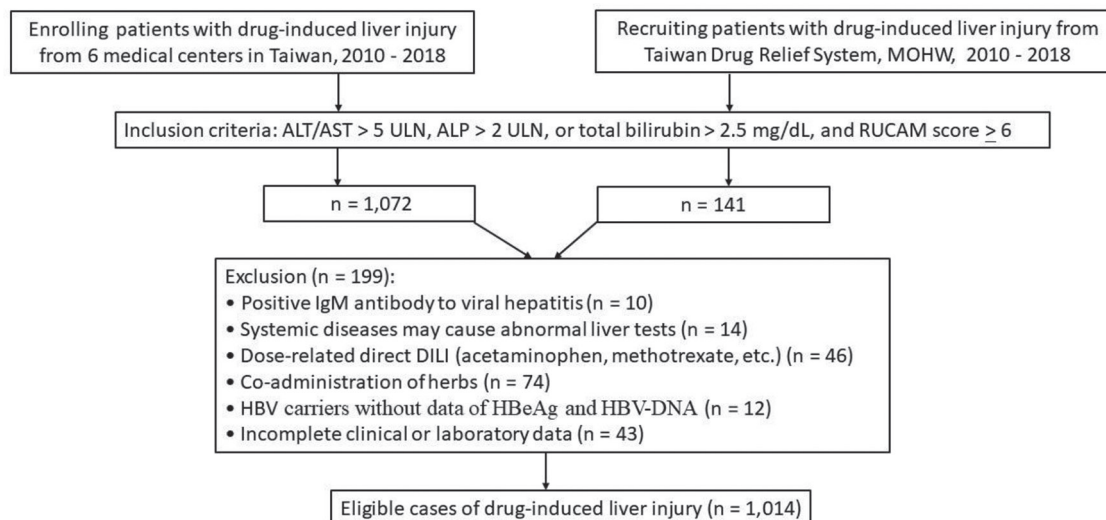 Enrolling patients with drug-induced liver injury
from 6 medical centers in Taiwan, 2010 - 2018
Recruiting patients with drug-induced liver injury from
Taiwan Drug Relief System, MOHW, 2010 - 2018
Inclusion criteria: ALT/AST > 5 ULN, ALP > 2 ULN, or total bilirubin > 2.5 mg/dL, and RUCAM score ≥ 6
n = 1,072
n = 141
Exclusion (n = 199):
• Positive IgM antibody to viral hepatitis (n = 10)
• Systemic diseases may cause abnormal liver tests (n = 14)
• Dose-related direct DILI (acetaminophen, methotrexate, etc.) (n = 46)
• Co-administration of herbs (n = 74)
• HBV carriers without data of HBeAg and HBV-DNA (n = 12)
• Incomplete clinical or laboratory data (n = 43)
Eligible cases of drug-induced liver injury (n = 1,014)